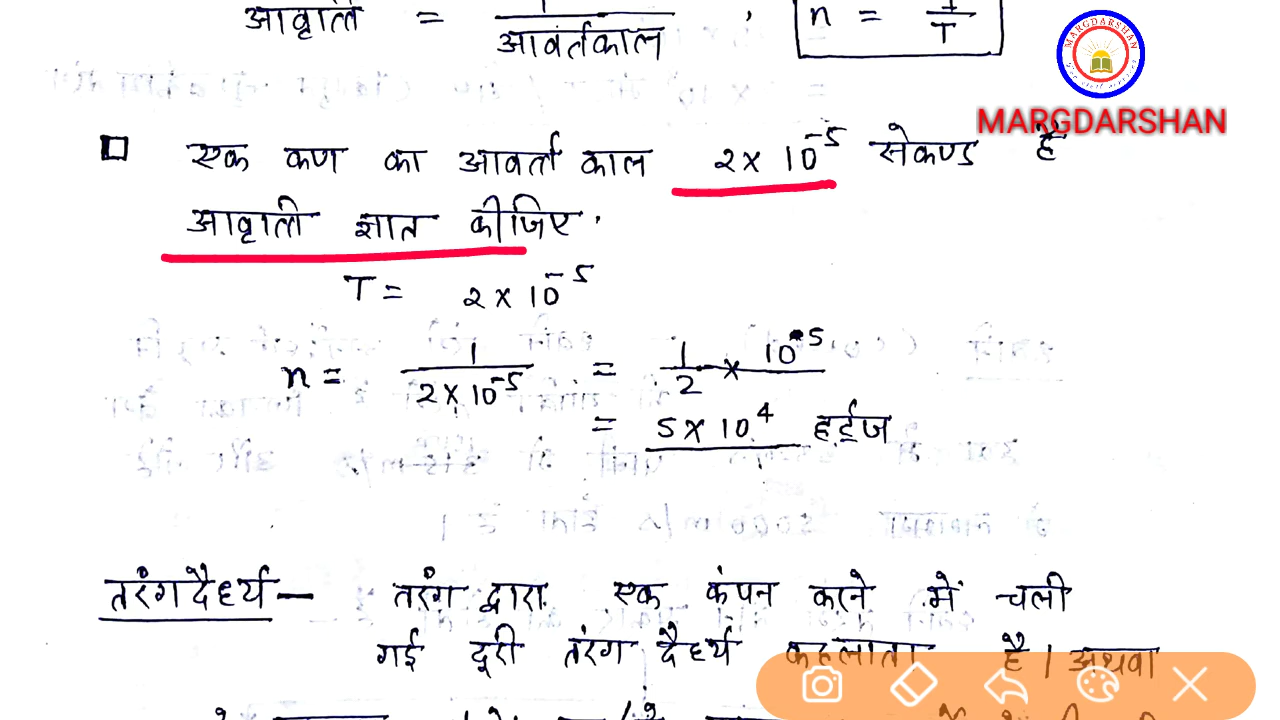 आवृत्ति = 1 / आवर्तकाल , n = 1 / T
MARGDARSHAN
MARGDARSHAN
□ एक कण का आवर्त काल 2 × 10⁻⁵ सेकण्ड है
आवृत्ती ज्ञात कीजिए .
T = 2 × 10⁻⁵
n = 1 / 2 × 10⁻⁵ = 1 / 2 × 10⁵
= 5 × 10⁴ हर्ट्ज
तरंगदैर्ध्य — तरंग द्वारा एक कंपन करने में चली
गई दूरी तरंग दैर्ध्य कहलाता है । अथवा